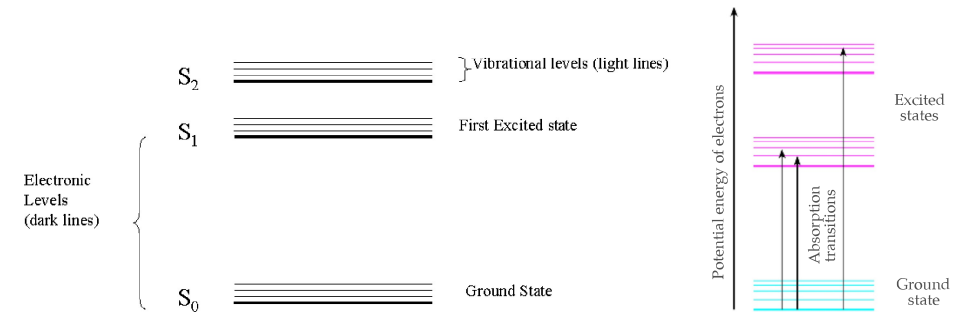 S2
Vibrational levels (light lines)
S1
First Excited state
Electronic
Levels
(dark lines)
S0
Ground State
Potential energy of electrons
Absorption
transitions
Excited
states
Ground
state